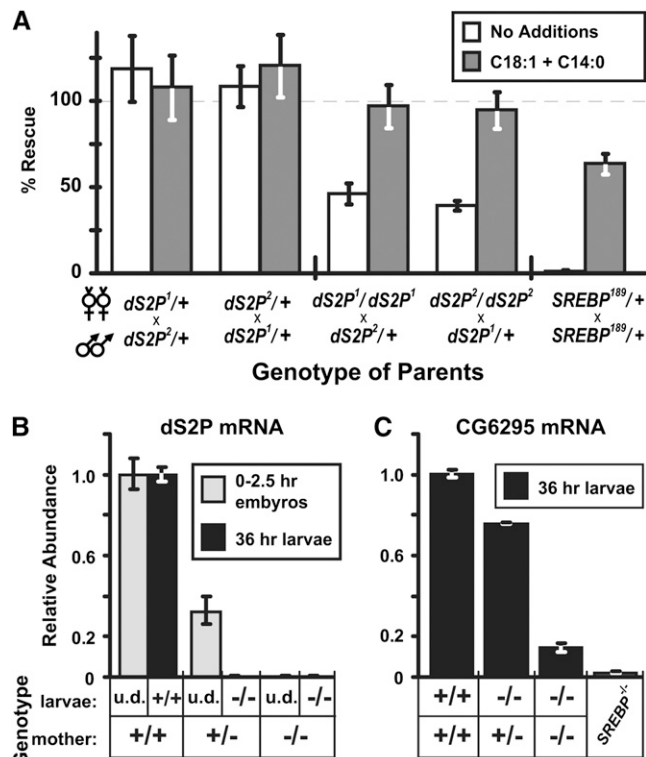 A
No Additions
C18:1 + C14:0
% Rescue
100
50
0
dS2P¹/+ dS2P²/+ dS2P¹/dS2P¹ dS2P²/dS2P² SREBP¹⁸⁹/+
x x x x x
dS2P²/+ dS2P¹/+ dS2P²/+ dS2P¹/+ SREBP¹⁸⁹/+
Genotype of Parents
B
dS2P mRNA
Relative Abundance
1.0
0.6
0.2
0
0-2.5 hr
embyros
36 hr larvae
Genotype
larvae: u.d. +/+ u.d. -/- u.d. -/-
mother: +/+ +/- -/-
C
CG6295 mRNA
36 hr larvae
1.0
0.6
0.2
0
+/+ -/- -/- SREBP-/-
+/+ +/- -/-